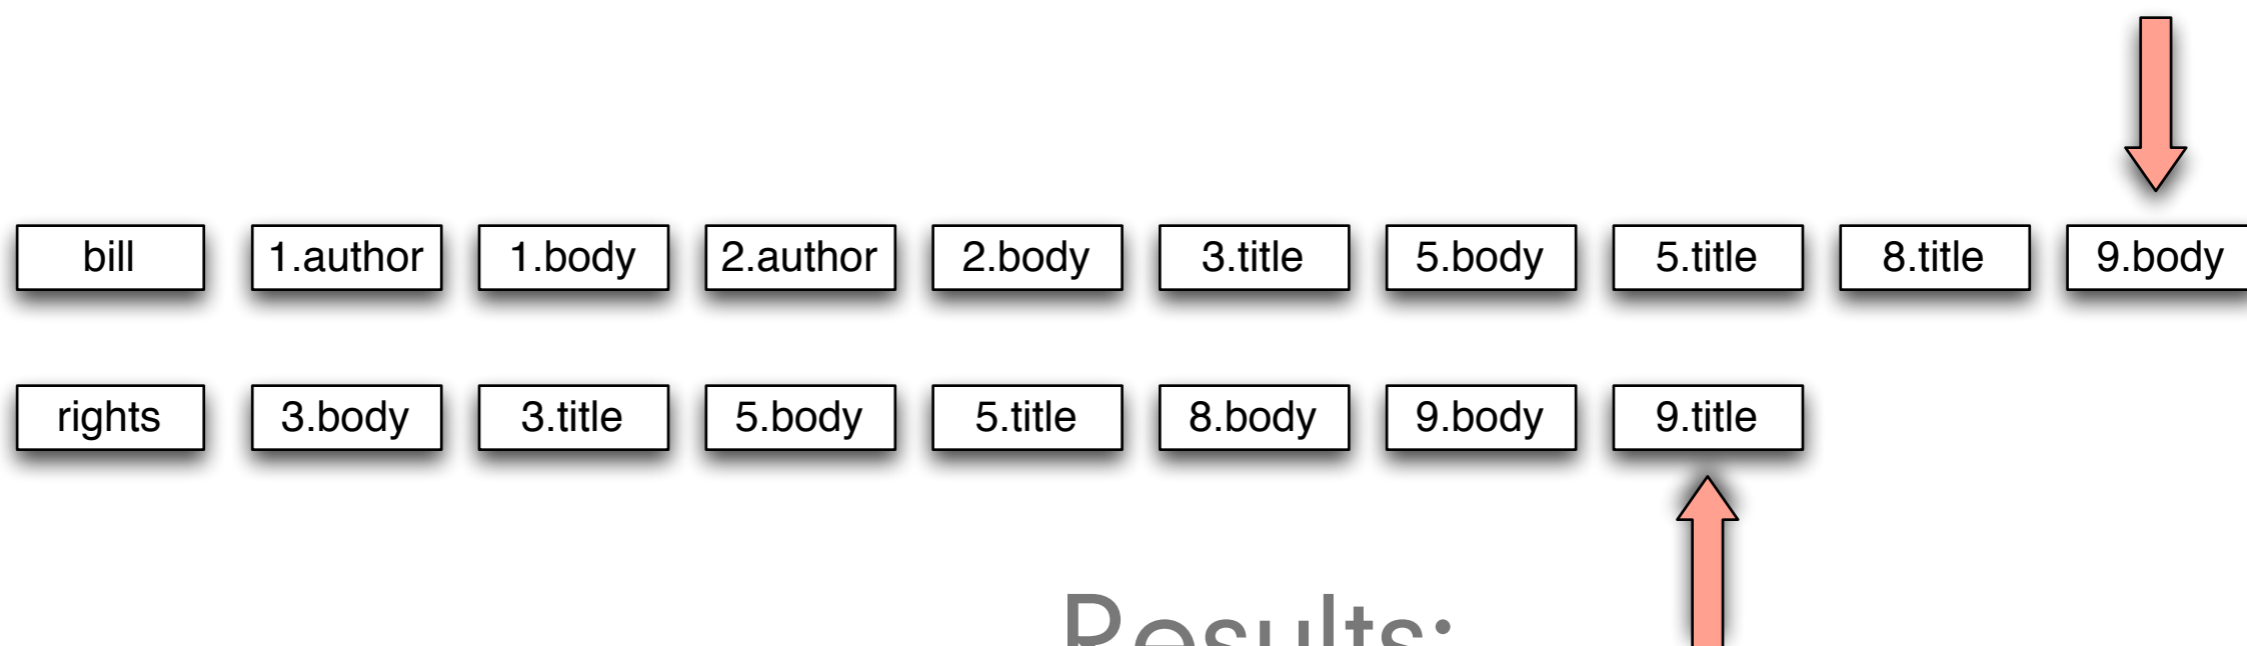 bill 1.author 1.body 2.author 2.body 3.title 5.body 5.title 8.title 9.body
rights 3.body 3.title 5.body 5.title 8.body 9.body 9.title
Results: